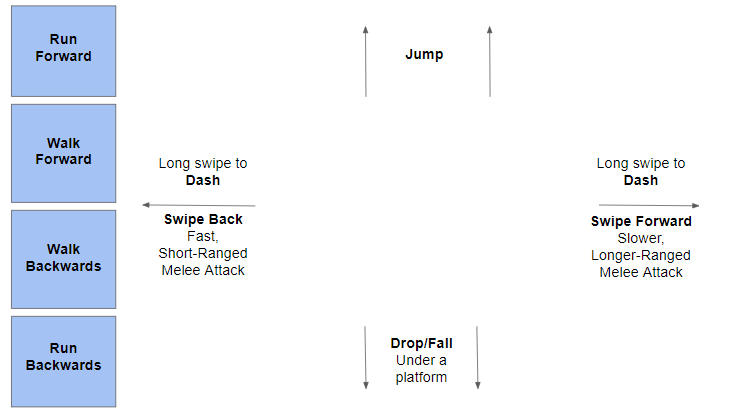 Run
Forward
Jump
Walk
Forward
Long swipe to
Dash
Long swipe to
Dash
Swipe Back
Fast,
Short-Ranged
Melee Attack
Swipe Forward
Slower,
Longer-Ranged
Melee Attack
Walk
Backwards
Run
Backwards
Drop/Fall
Under a
platform